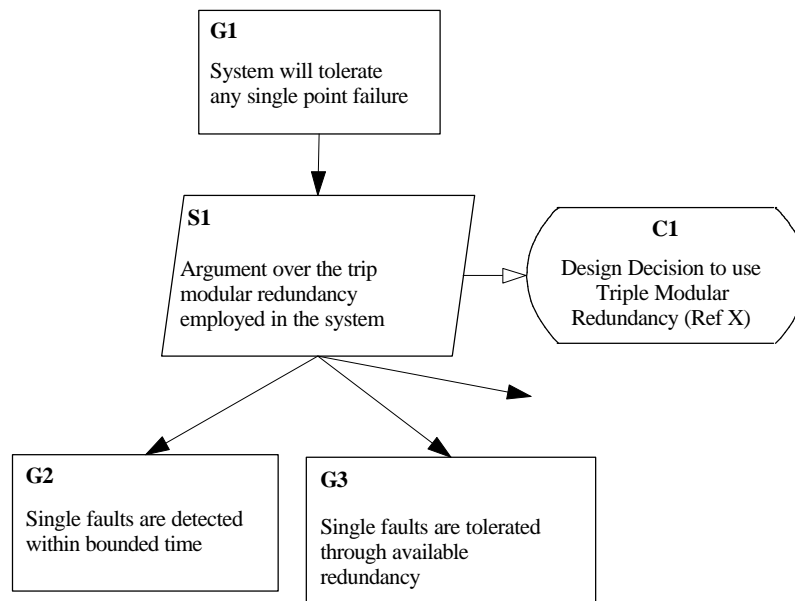 G1
System will tolerate
any single point failure
S1
Argument over the trip
modular redundancy
employed in the system
C1
Design Decision to use
Triple Modular
Redundancy (Ref X)
G2
Single faults are detected
within bounded time
G3
Single faults are tolerated
through available
redundancy